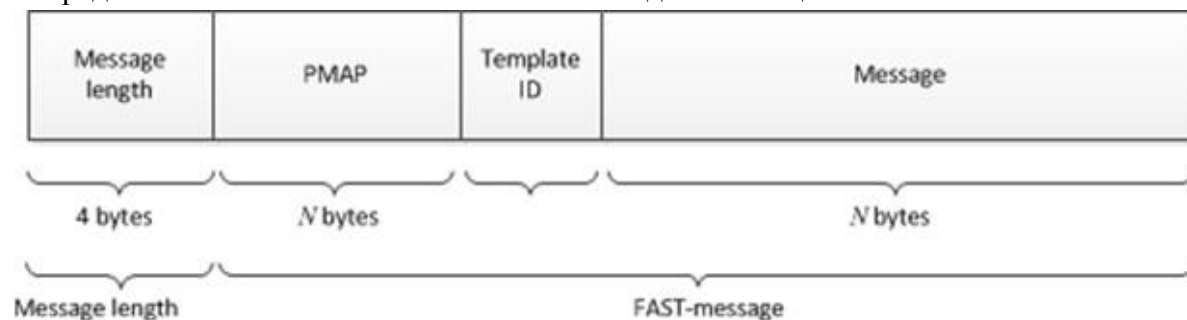 Message
length
PMAP
Template
ID
Message
4 bytes
N bytes
N bytes
Message length
FAST-message